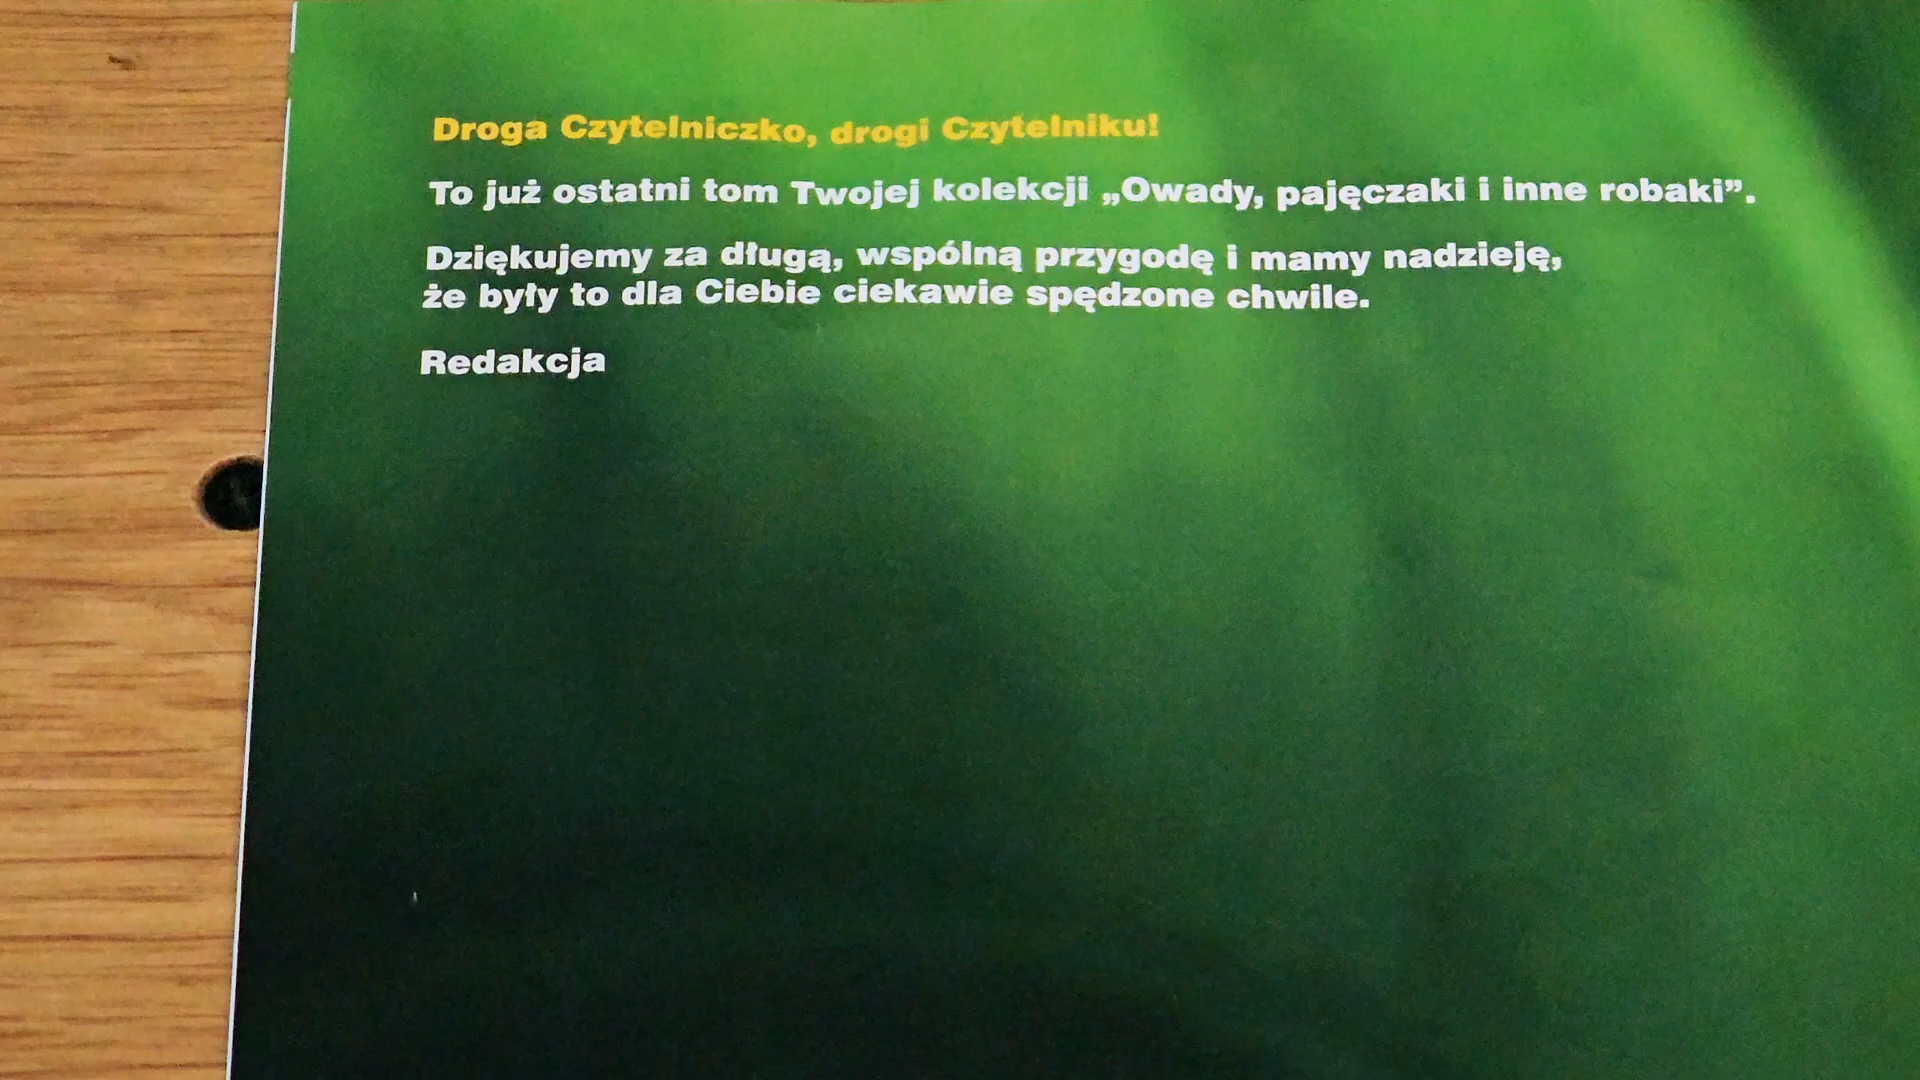 Droga Czytelniczko, drogi Czytelniku!
To już ostatni tom Twojej kolekcji „Owady, pajęczaki i inne robaki”.
Dziękujemy za długą, wspólną przygodę i mamy nadzieję,
że były to dla Ciebie ciekawie spędzone chwile.
Redakcja